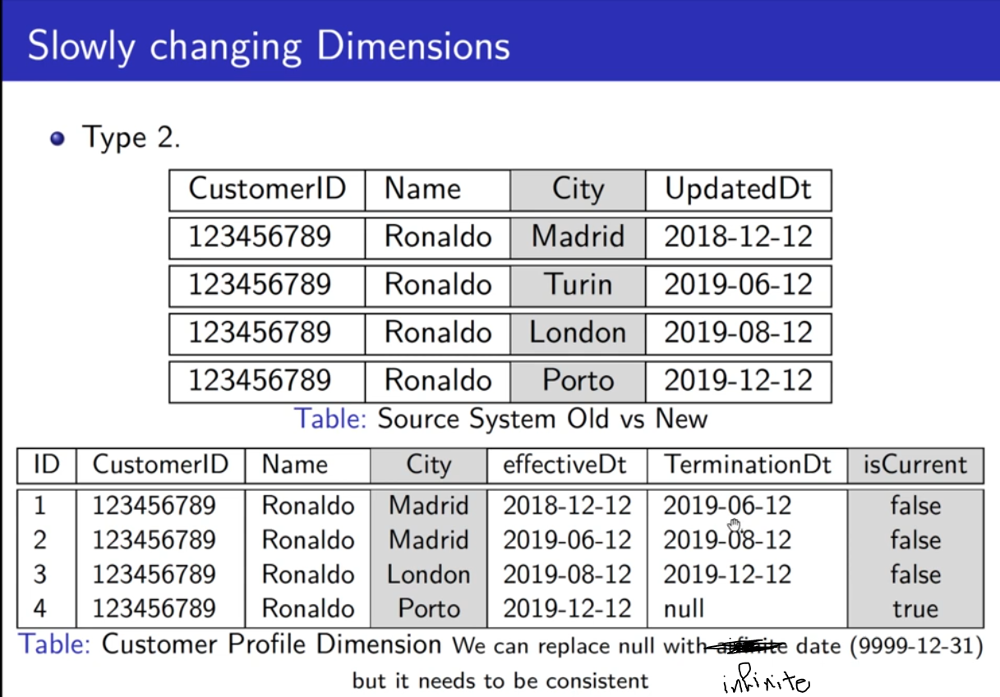 Slowly changing Dimensions
Type 2.
CustomerID Name City UpdatedDt
123456789 Ronaldo Madrid 2018-12-12
123456789 Ronaldo Turin 2019-06-12
123456789 Ronaldo London 2019-08-12
123456789 Ronaldo Porto 2019-12-12
Table: Source System Old vs New
ID CustomerID Name City effectiveDt TerminationDt isCurrent
1 123456789 Ronaldo Madrid 2018-12-12 2019-06-12 false
2 123456789 Ronaldo Madrid 2019-06-12 2019-08-12 false
3 123456789 Ronaldo London 2019-08-12 2019-12-12 false
4 123456789 Ronaldo Porto 2019-12-12 null true
Table: Customer Profile Dimension We can replace null with date (9999-12-31)
but it needs to be consistent infinite